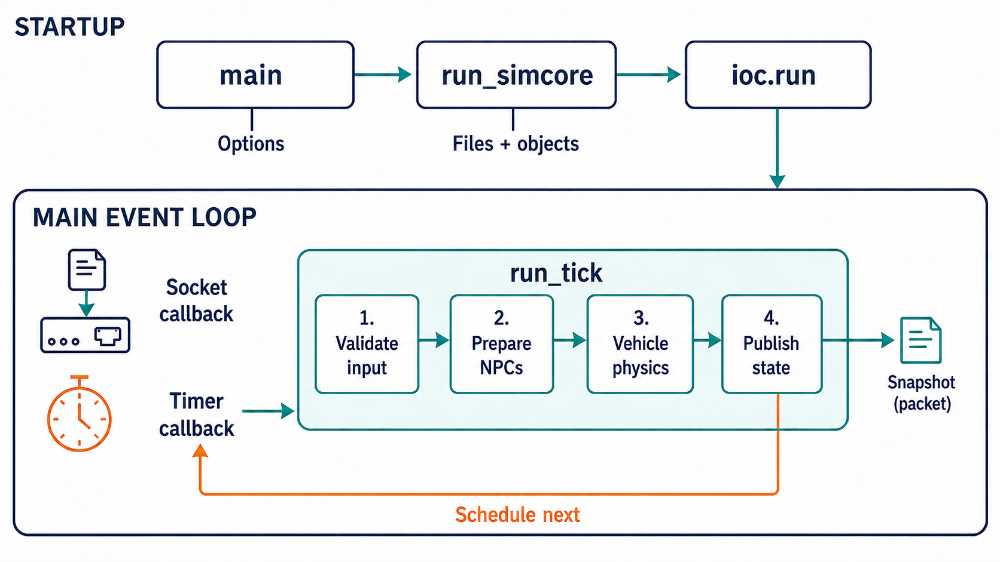 STARTUP
main
run_simcore
ioc.run
Options
Files + objects
MAIN EVENT LOOP
Socket
callback
Timer
callback
run_tick
1.
Validate
input
2.
Prepare
NPCs
3.
Vehicle
physics
4.
Publish
state
Snapshot
(packet)
Schedule next